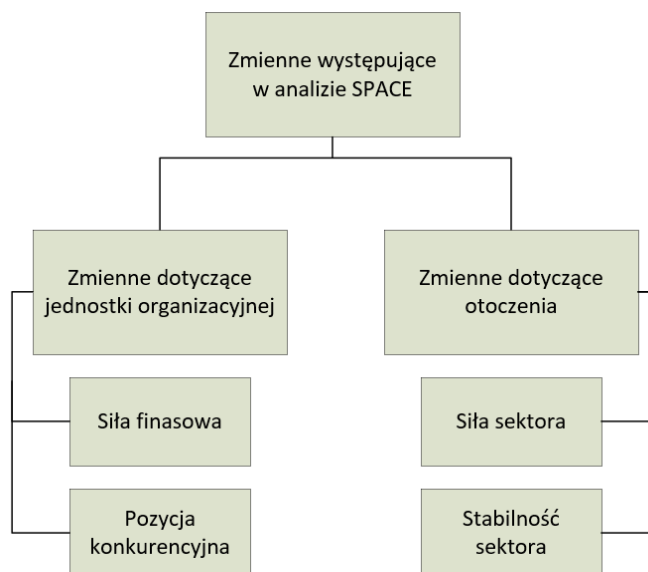 Zmienne występujące
w analizie SPACE
Zmienne dotyczące
jednostki organizacyjnej
Zmienne dotyczące
otoczenia
Siła finasowa
Siła sektora
Pozycja
konkurencyjna
Stabilność
sektora